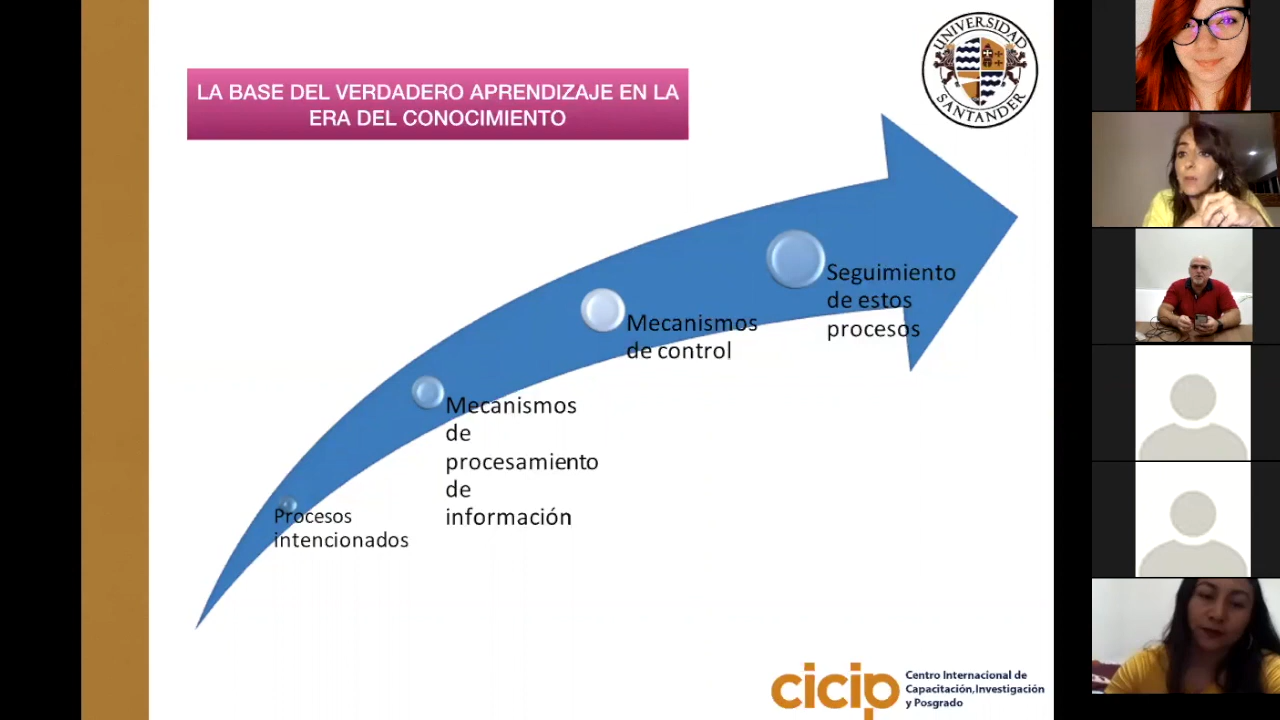 LA BASE DEL VERDADERO APRENDIZAJE EN LA
ERA DEL CONOCIMIENTO
UNIVERSIDAD
SANTANDER
Seguimiento
de estos
procesos
Mecanismos
de control
Mecanismos
de
procesamiento
de
información
Procesos
intencionados
cicip
Centro Internacional de
Capacitación,Investigación
y Posgrado